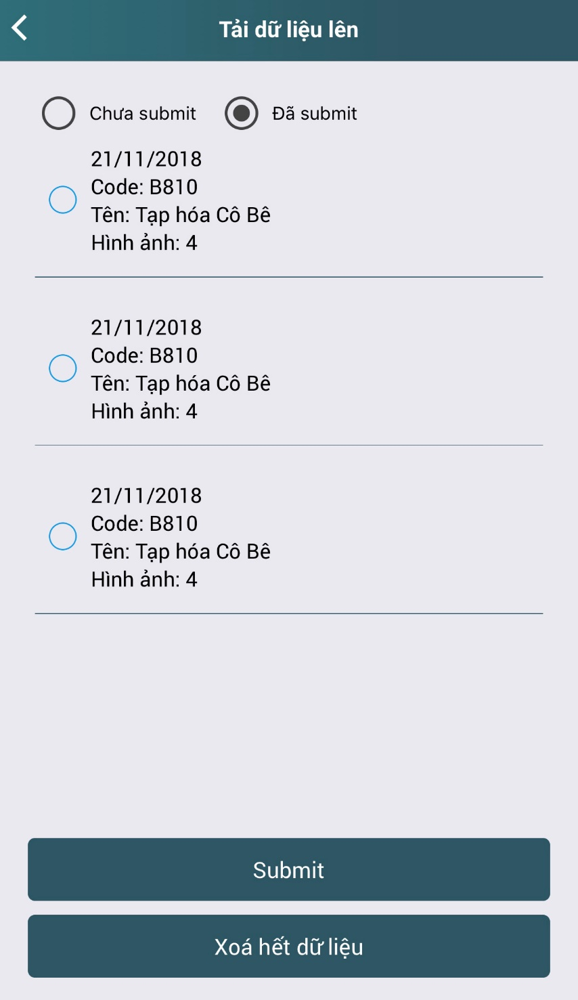 Tải dữ liệu lên
Chưa submit Đã submit
21/11/2018
Code: B810
Tên: Tạp hóa Cô Bê
Hình ảnh: 4
21/11/2018
Code: B810
Tên: Tạp hóa Cô Bê
Hình ảnh: 4
21/11/2018
Code: B810
Tên: Tạp hóa Cô Bê
Hình ảnh: 4
Submit
Xoá hết dữ liệu